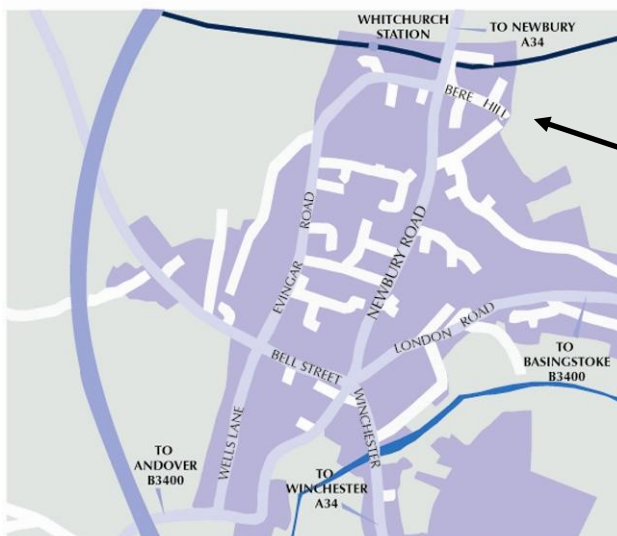 WHITCHURCH
STATION
TO NEWBURY
A34
BERE HILL
EVINGAR ROAD
NEWBURY ROAD
LONDON ROAD
BELL STREET
TO
BASINGSTOKE
B3400
WINCHESTER
WELLS LANE
TO
ANDOVER
B3400
TO
WINCHESTER
A34